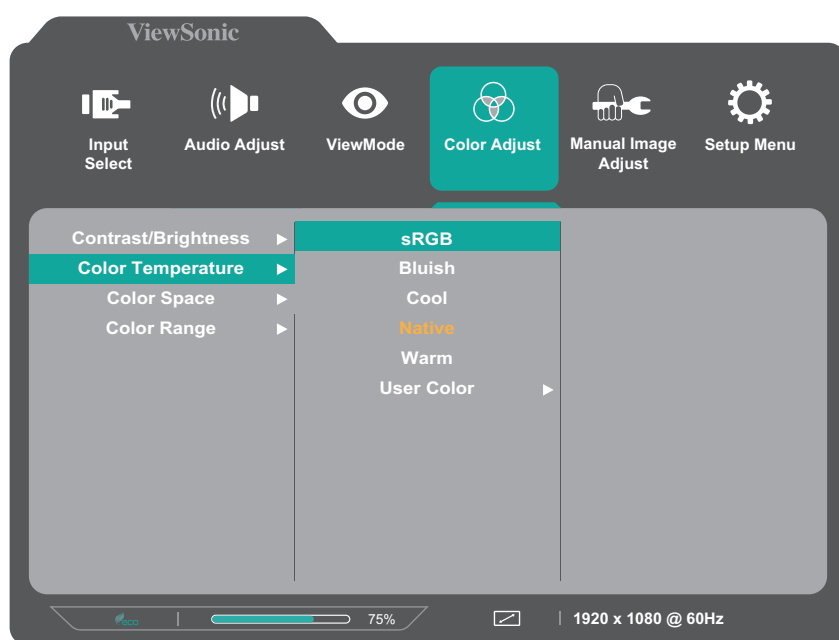 ViewSonic
Input
Select
Audio Adjust
ViewMode
Color Adjust
Manual Image
Adjust
Setup Menu
Contrast/Brightness
Color Temperature
Color Space
Color Range
sRGB
Bluish
Cool
Native
Warm
User Color
eco
75%
1920 x 1080 @ 60Hz